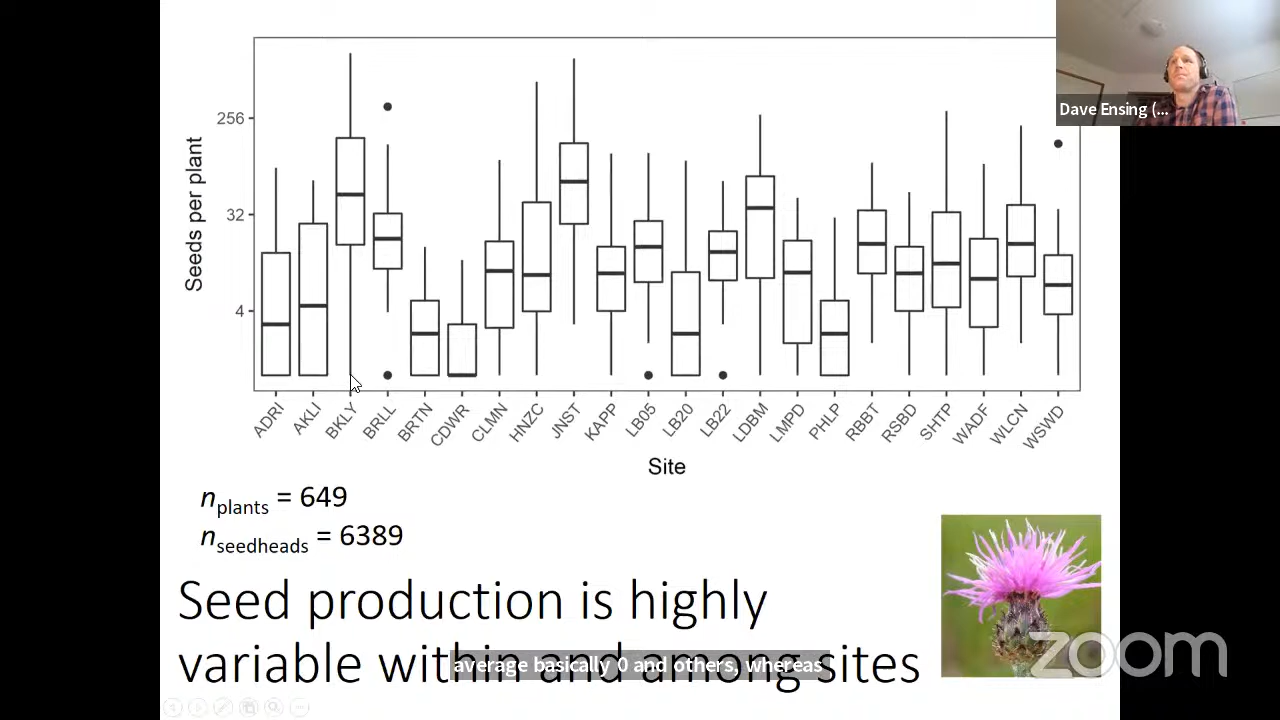 Dave Ensing (...
Seeds per plant
256
32
4
ADRI
AKLI
BKLY
BRLL
BRTN
CDWR
CLMN
HNZC
JNST
KAPP
LB05
LB20
LB22
LDBM
LMPD
PHLP
RBBT
RSBD
SHTP
WADF
WLCN
WSWD
Site
nplants = 649
nseedheads = 6389
Seed production is highly
variable within and among sites
average basically 0 and others, whereas
zoom